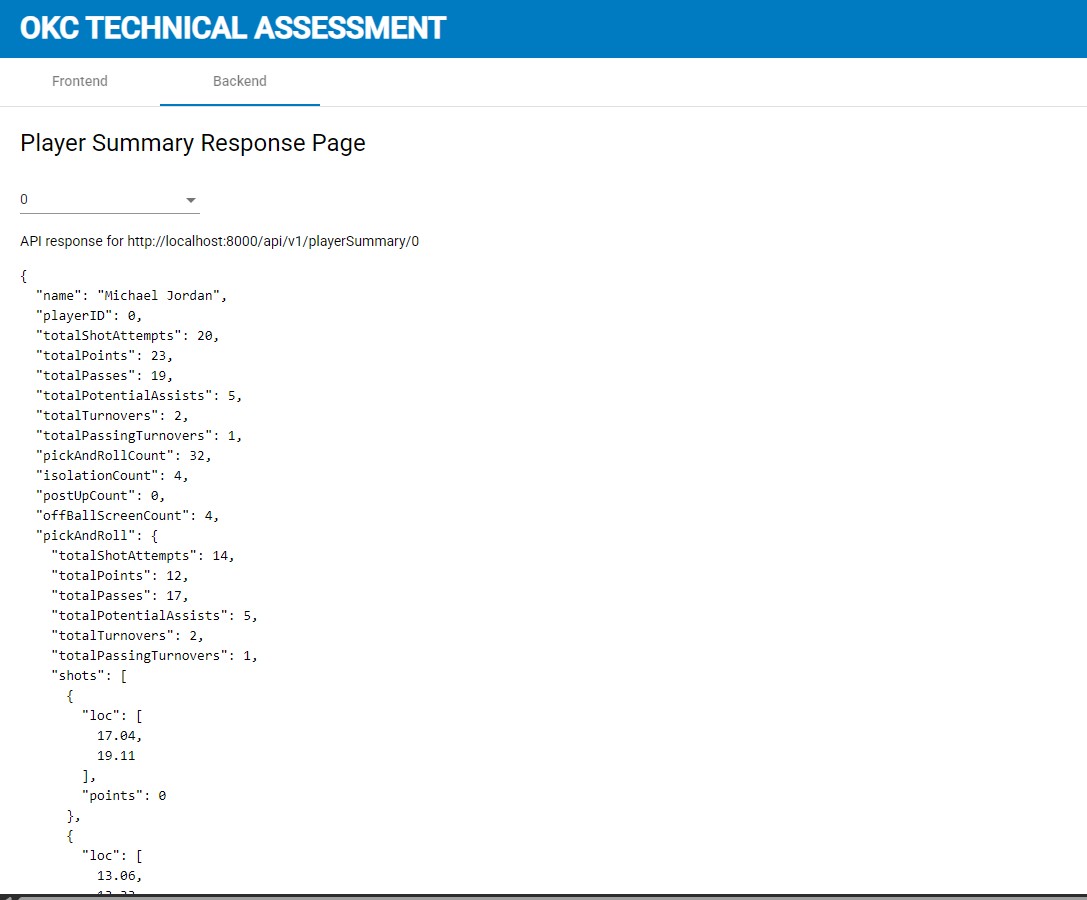 OKC TECHNICAL ASSESSMENT
Frontend Backend
Player Summary Response Page
0
API response for http://localhost:8000/api/v1/playerSummary/0
{
"name": "Michael Jordan",
"playerID": 0,
"totalShotAttempts": 20,
"totalPoints": 23,
"totalPasses": 19,
"totalPotentialAssists": 5,
"totalTurnovers": 2,
"totalPassingTurnovers": 1,
"pickAndRollCount": 32,
"isolationCount": 4,
"postUpCount": 0,
"offBallScreenCount": 4,
"pickAndRoll": {
"totalShotAttempts": 14,
"totalPoints": 12,
"totalPasses": 17,
"totalPotentialAssists": 5,
"totalTurnovers": 2,
"totalPassingTurnovers": 1,
"shots": [
{
"loc": [
17.04,
19.11
],
"points": 0
},
{
"loc": [
13.06,